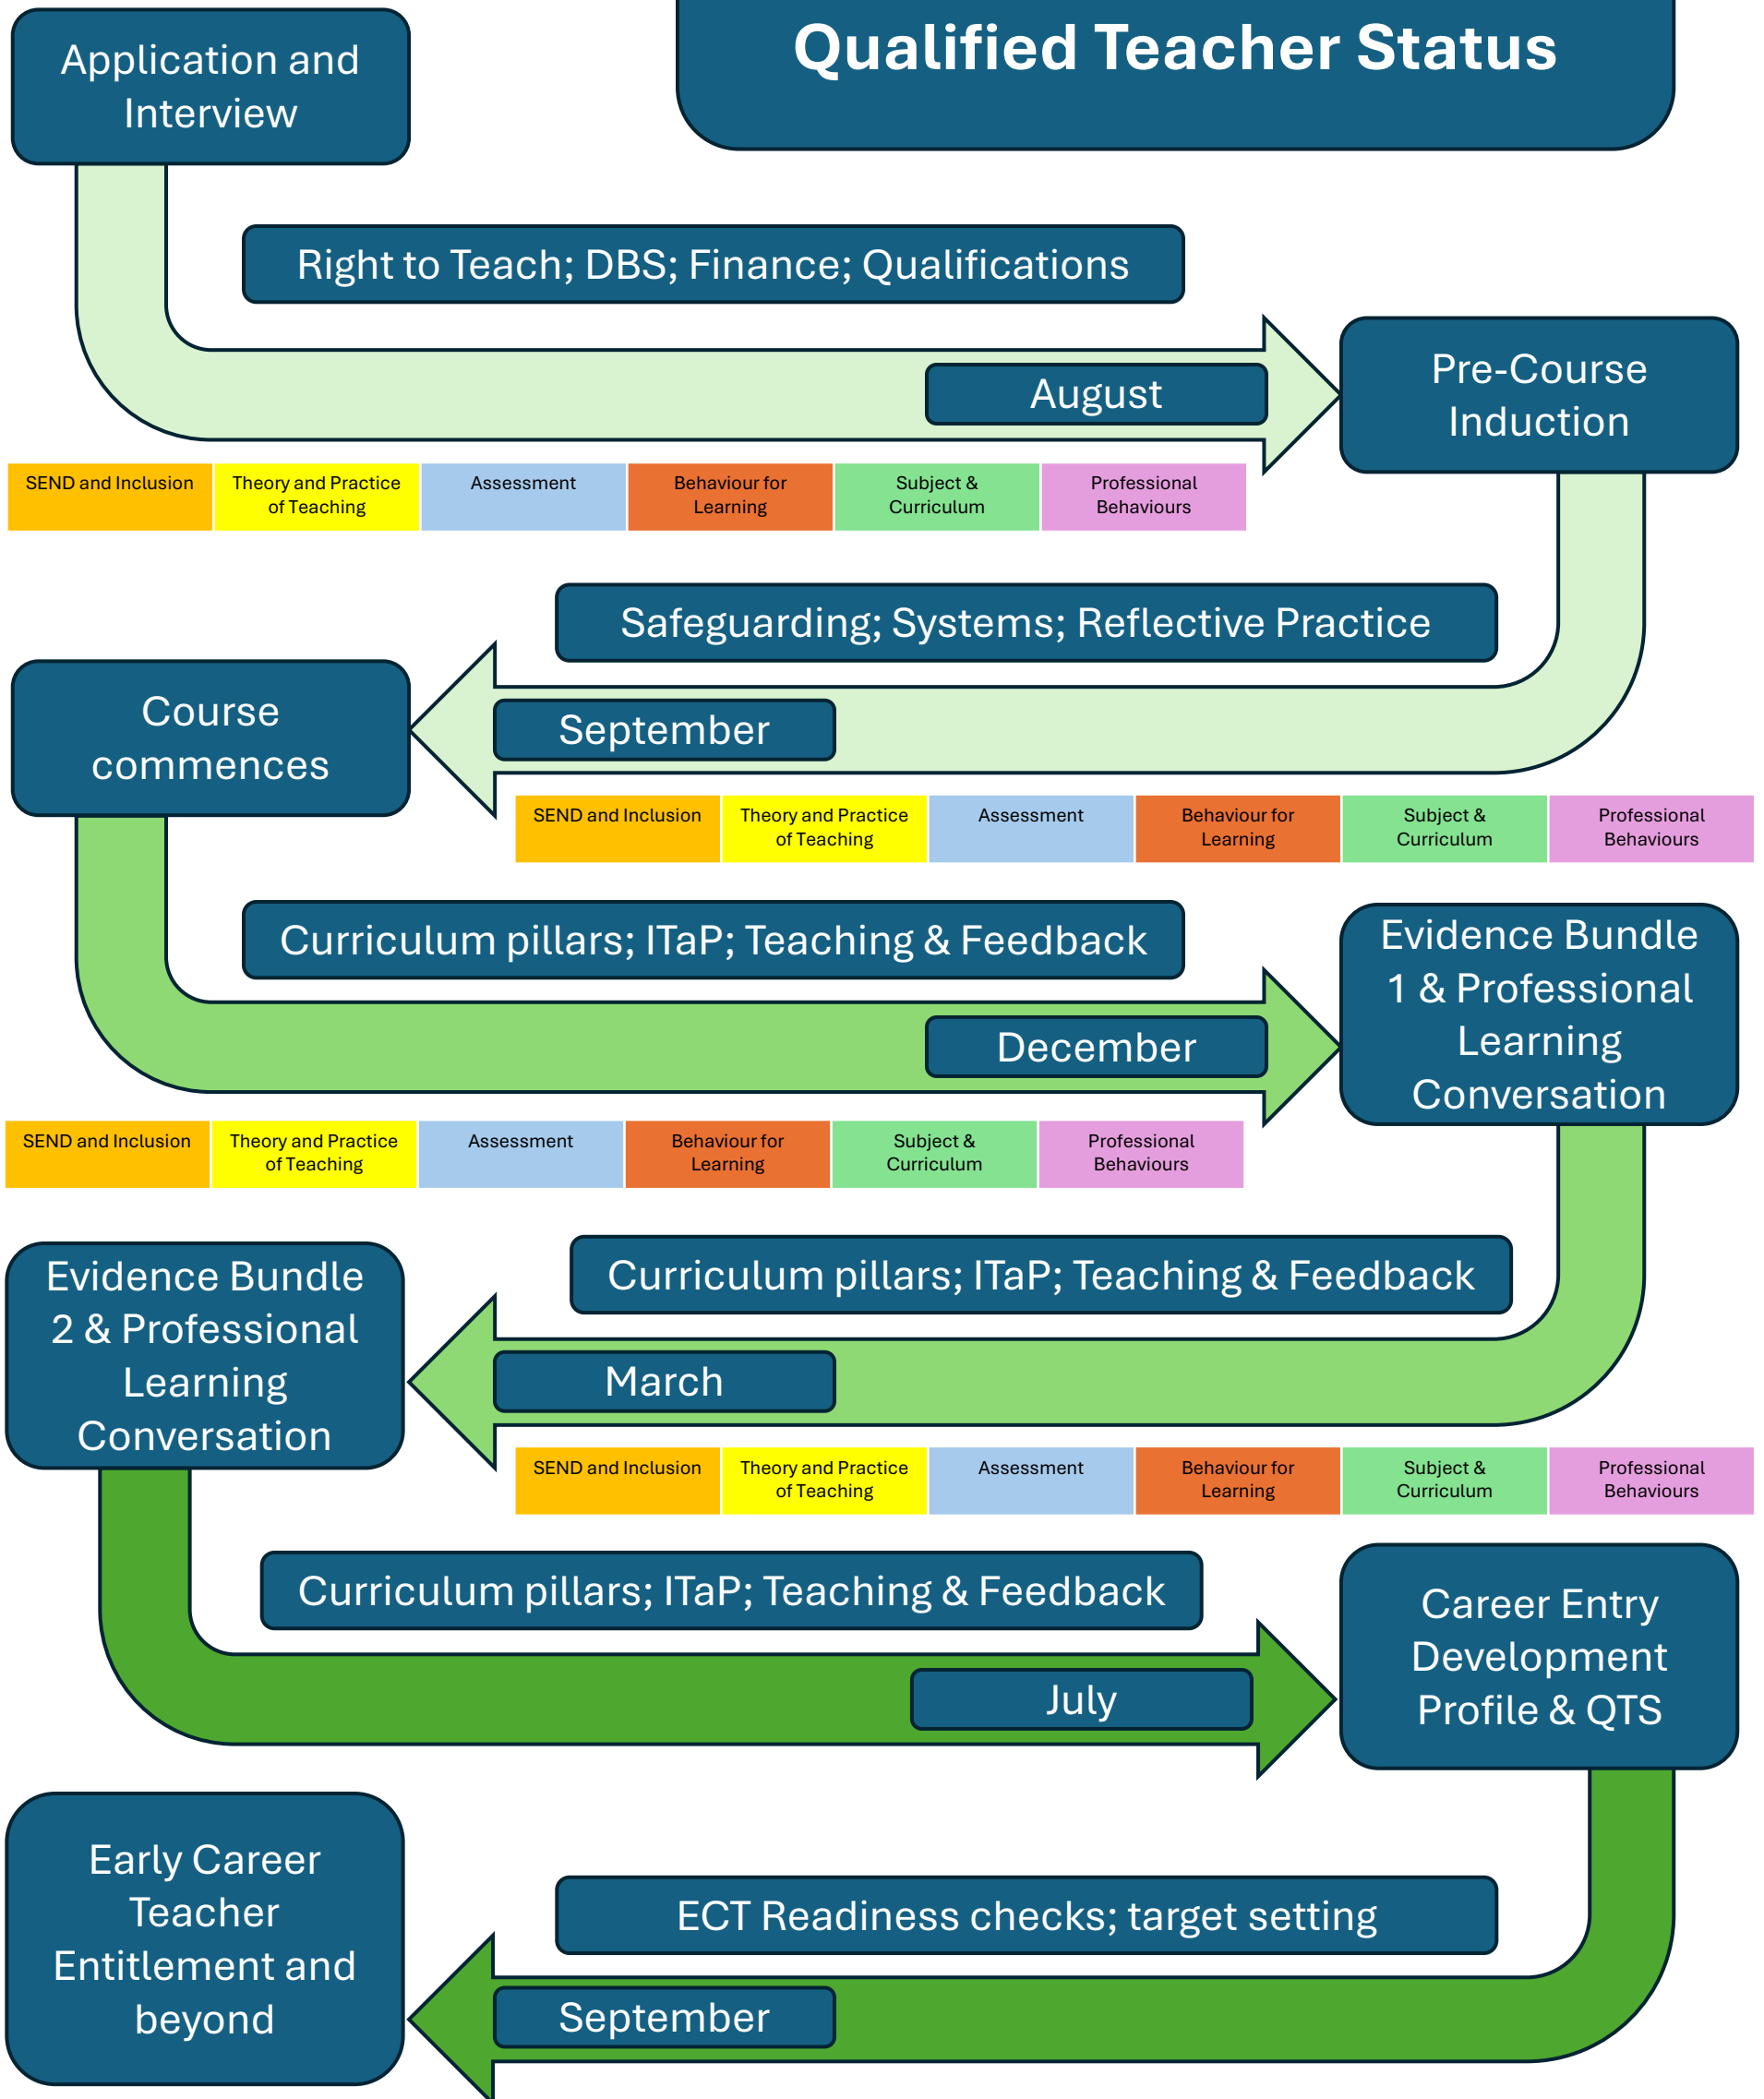 Qualified Teacher Status
Application and
Interview
Right to Teach; DBS; Finance; Qualifications
August
Pre-Course
Induction
SEND and Inclusion
Theory and Practice
of Teaching
Assessment
Behaviour for
Learning
Subject &
Curriculum
Professional
Behaviours
Safeguarding; Systems; Reflective Practice
September
Course
commences
SEND and Inclusion
Theory and Practice
of Teaching
Assessment
Behaviour for
Learning
Subject &
Curriculum
Professional
Behaviours
Curriculum pillars; ITaP; Teaching & Feedback
December
Evidence Bundle
1 & Professional
Learning
Conversation
SEND and Inclusion
Theory and Practice
of Teaching
Assessment
Behaviour for
Learning
Subject &
Curriculum
Professional
Behaviours
Curriculum pillars; ITaP; Teaching & Feedback
March
Evidence Bundle
2 & Professional
Learning
Conversation
SEND and Inclusion
Theory and Practice
of Teaching
Assessment
Behaviour for
Learning
Subject &
Curriculum
Professional
Behaviours
Curriculum pillars; ITaP; Teaching & Feedback
July
Career Entry
Development
Profile & QTS
ECT Readiness checks; target setting
September
Early Career
Teacher
Entitlement and
beyond